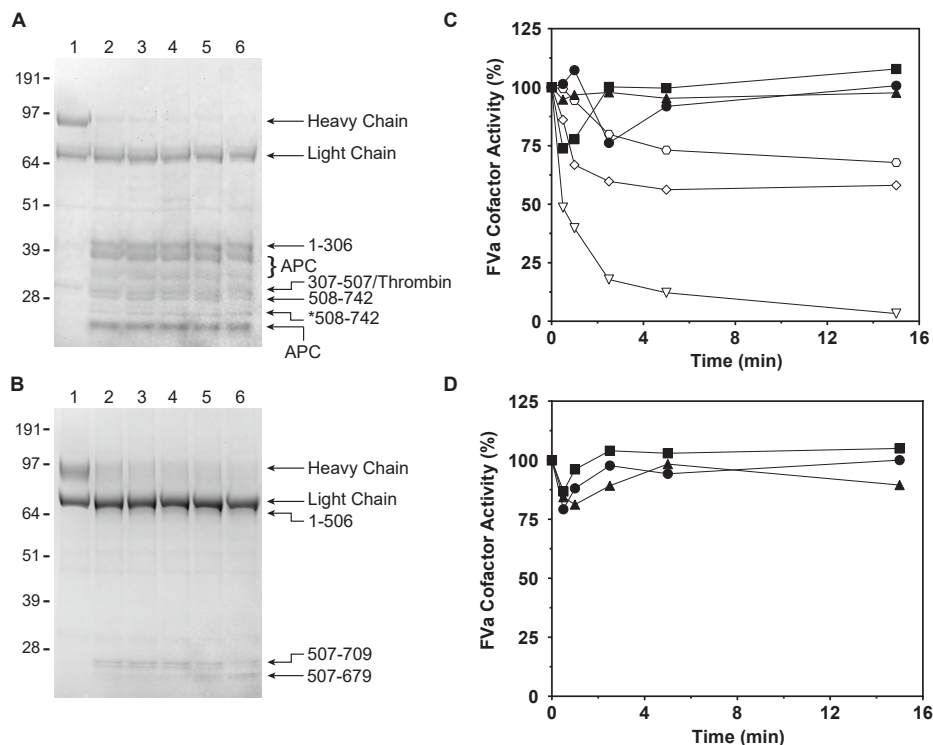 A
1 2 3 4 5 6
191
97
64
51
39
28
Heavy Chain
Light Chain
1-306
} APC
307-507/Thrombin
508-742
*508-742
APC
B
1 2 3 4 5 6
191
97
64
51
39
28
Heavy Chain
Light Chain
1-506
507-709
507-679
C
FVa Cofactor Activity (%)
125
100
75
50
25
0
0 4 8 12 16
Time (min)
D
FVa Cofactor Activity (%)
125
100
75
50
25
0
0 4 8 12 16
Time (min)